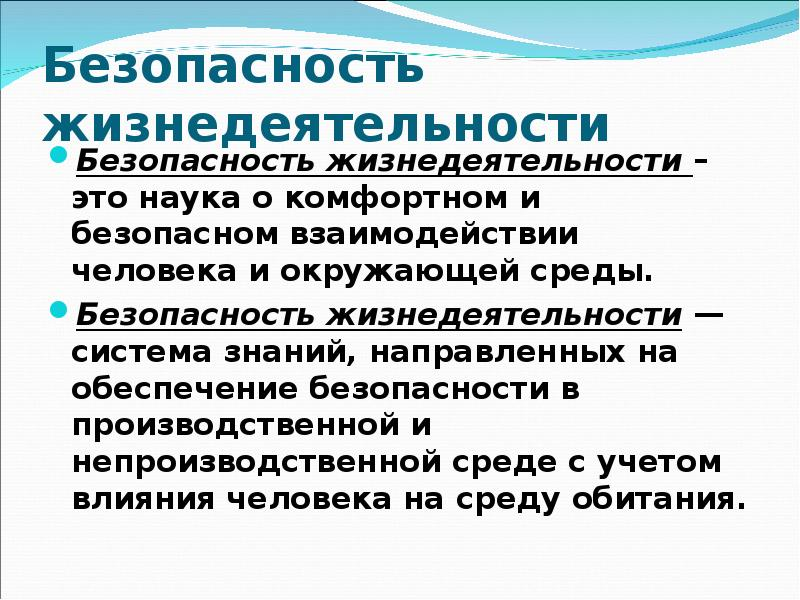 Безопасность
жизнедеятельности
Безопасность жизнедеятельности –
это наука о комфортном и
безопасном взаимодействии
человека и окружающей среды.
Безопасность жизнедеятельности —
система знаний, направленных на
обеспечение безопасности в
производственной и
непроизводственной среде с учетом
влияния человека на среду обитания.